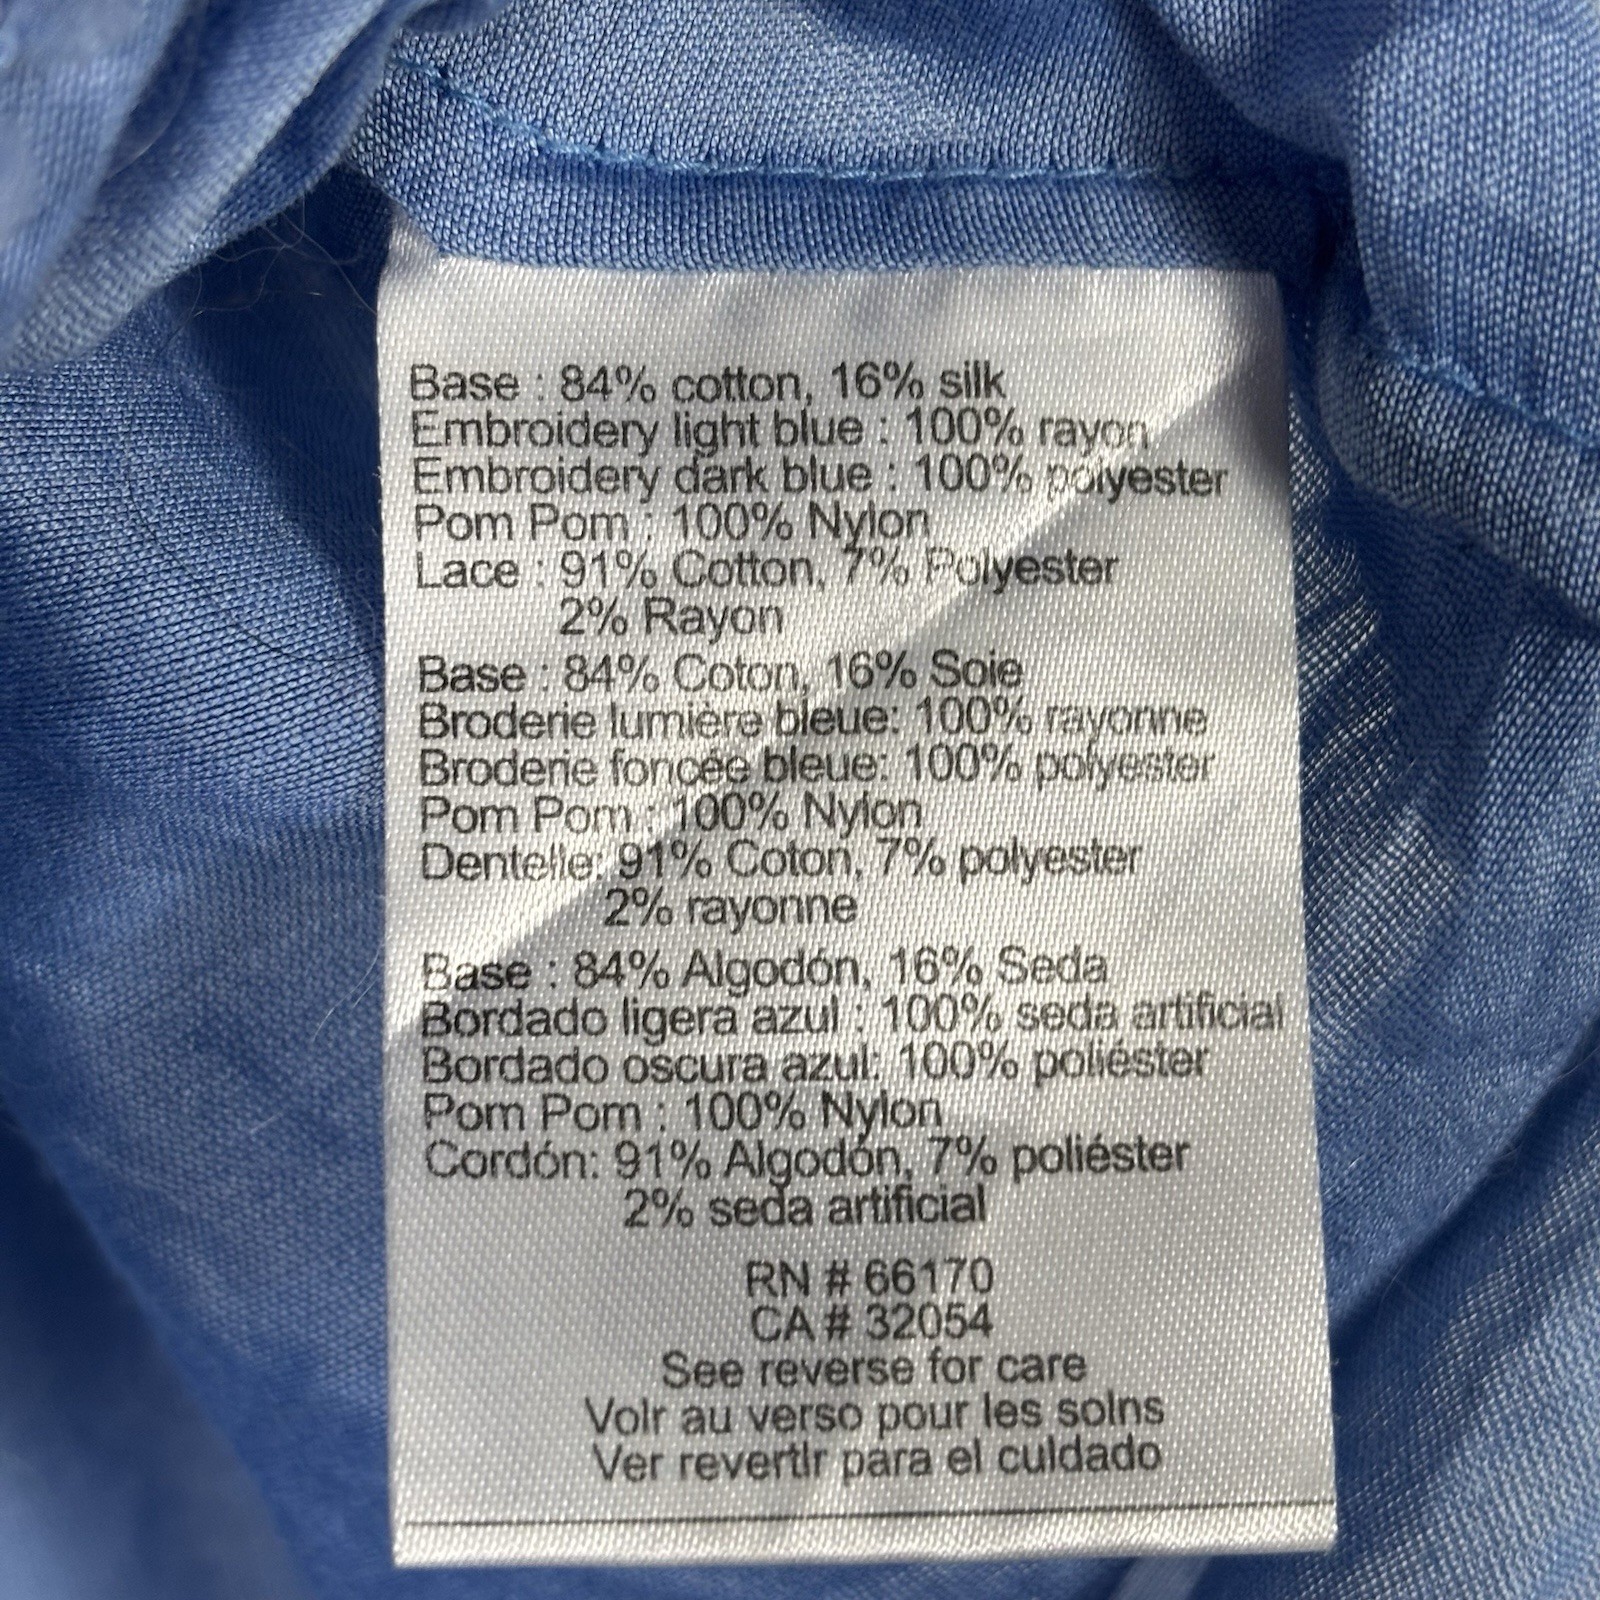 Base : 84% cotton, 16% silk
Embroidery light blue : 100% rayon
Embroidery dark blue : 100% polyester
Pom Pom : 100% Nylon
Lace : 91% Cotton, 7% Polyester
2% Rayon
Base : 84% Coton, 16% Soie
Broderie lumière bleue: 100% rayonne
Broderie foncée bleue: 100% polyester
Pom Pom : 100% Nylon
Dentelle: 91% Coton, 7% polyester
2% rayonne
Base : 84% Algodón, 16% Seda
Bordado ligera azul : 100% seda artificial
Bordado oscura azul: 100% poliéster
Pom Pom : 100% Nylon
Cordón: 91% Algodón, 7% poliéster
2% seda artificial
RN # 66170
CA # 32054
See reverse for care
Voir au verso pour les soins
Ver revertir para el cuidado